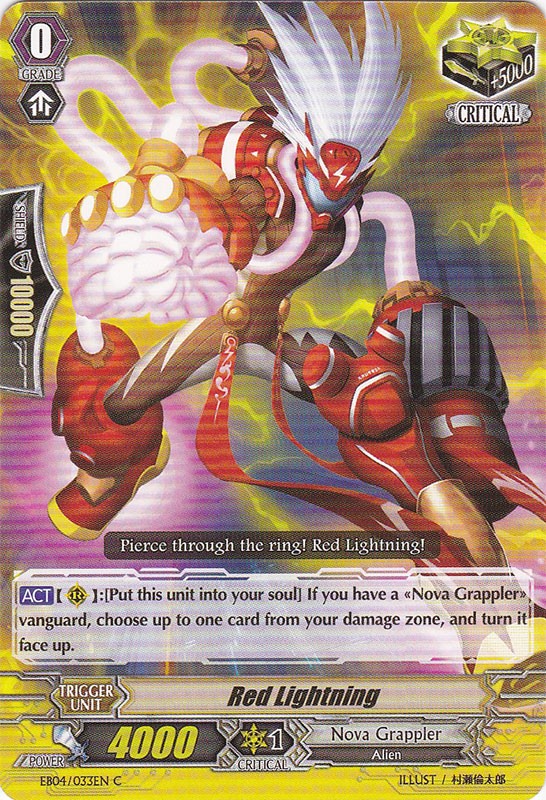 0
GRADE
+5000
CRITICAL
SHIELD
10000
Pierce through the ring! Red Lightning!
ACT【 R 】:[Put this unit into your soul] If you have a «Nova Grappler»
vanguard, choose up to one card from your damage zone, and turn it
face up.
TRIGGER
UNIT
Red Lightning
POWER
4000
1
CRITICAL
Nova Grappler
Alien
EB04/033EN C
ILLUST / 村瀬倫太郎